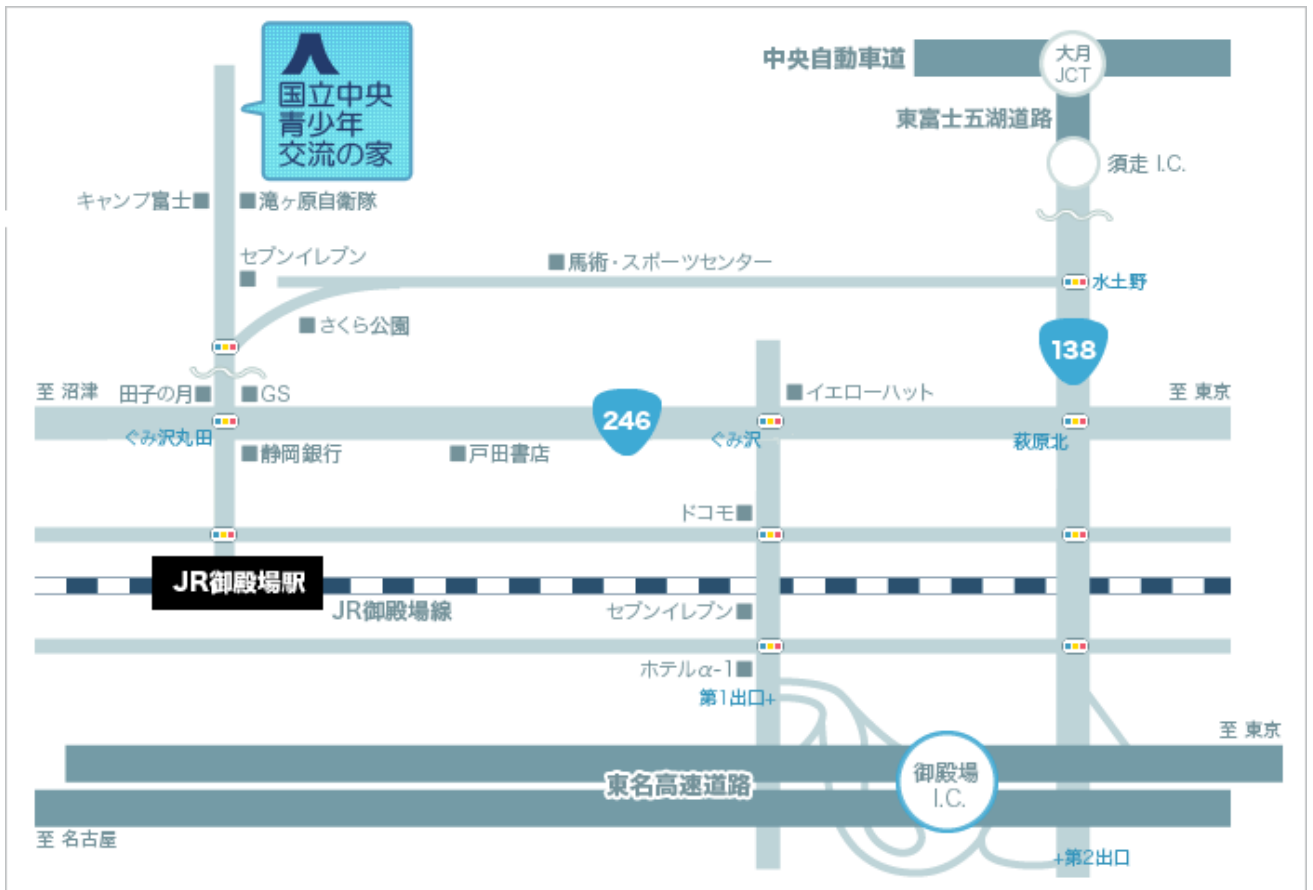 国立中央
青少年
交流の家
中央自動車道
大月
JCT
東富士五湖道路
須走 I.C.
キャンプ富士■
■滝ヶ原自衛隊
セブンイレブン
■
■馬術・スポーツセンター
水土野
■さくら公園
138
至 沼津
田子の月■
■GS
246
■イエローハット
至 東京
ぐみ沢丸田
ぐみ沢
萩原北
■静岡銀行
■戸田書店
ドコモ■
JR御殿場駅
JR御殿場線
セブンイレブン■
ホテルα-1■
第1出口+
至 東京
東名高速道路
御殿場
I.C.
至 名古屋
+第2出口